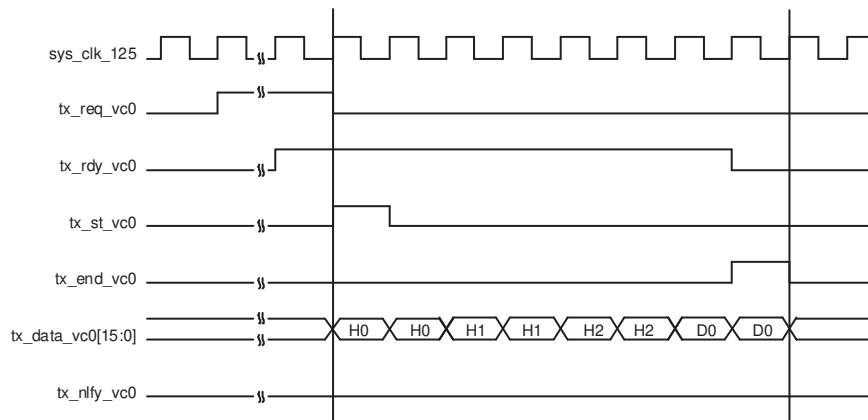 sys_clk_125
tx_req_vc0
tx_rdy_vc0
tx_st_vc0
tx_end_vc0
tx_data_vc0[15:0] H0 H0 H1 H1 H2 H2 D0 D0
tx_nlfy_vc0